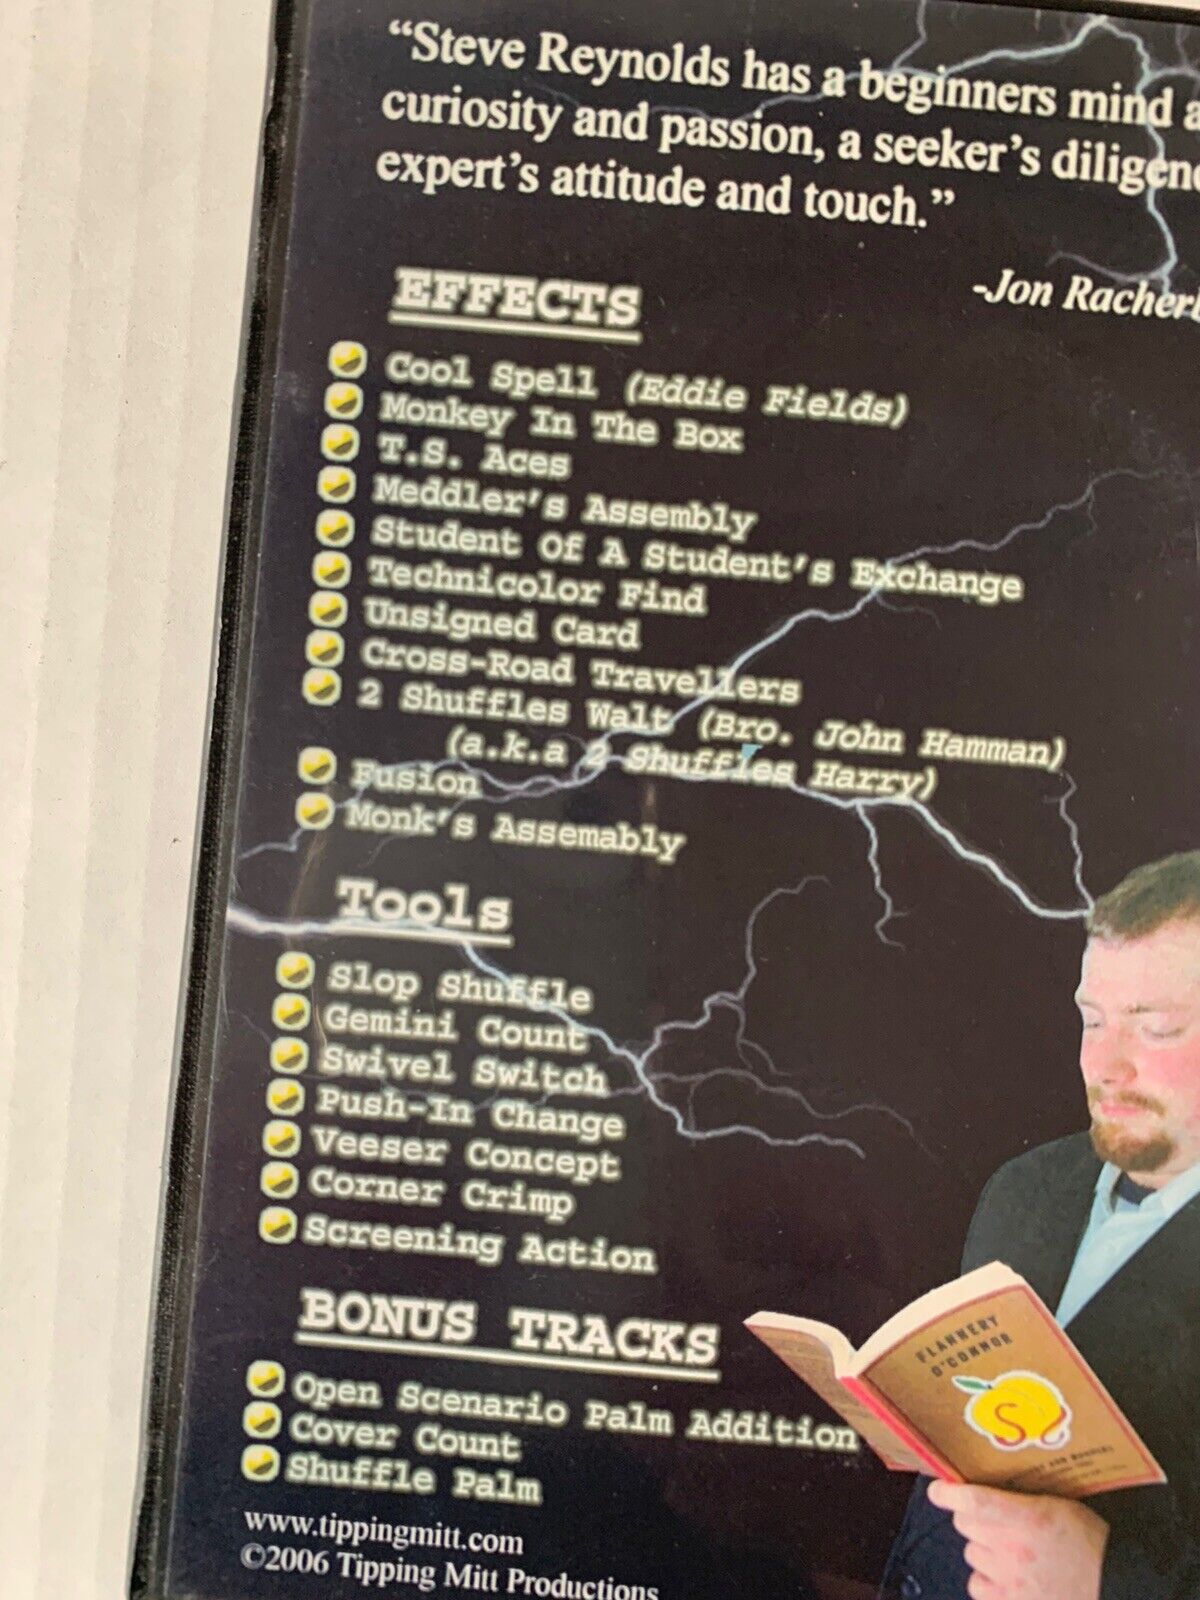 “Steve Reynolds has a beginners mind a
curiosity and passion, a seeker’s diligenc
expert’s attitude and touch.”
-Jon Racherb
EFFECTS
Cool Spell (Eddie Fields)
Monkey In The Box
T.S. Aces
Meddler’s Assembly
Student Of A Student’s Exchange
Technicolor Find
Unsigned Card
Cross-Road Travellers
2 Shuffles Walt (Bro. John Hamman)
(a.k.a 2 Shuffles Harry)
Fusion
Monk’s Assemably
Tools
Slop Shuffle
Gemini Count
Swivel Switch
Push-In Change
Veeser Concept
Corner Crimp
Screening Action
BONUS TRACKS
Open Scenario Palm Addition
Cover Count
Shuffle Palm
www.tippingmitt.com
©2006 Tipping Mitt Productions
FLANNERY
O’CONNOR